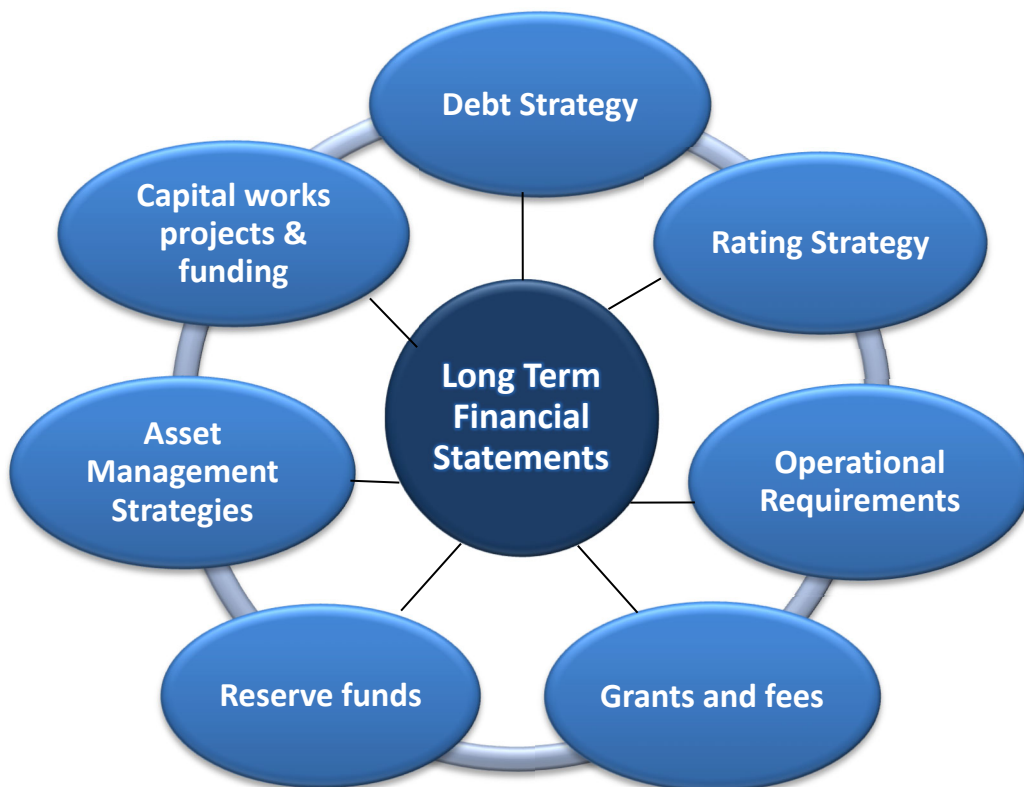 Debt Strategy
Rating Strategy
Operational
Requirements
Grants and fees
Reserve funds
Asset
Management
Strategies
Capital works
projects &
funding
Long Term
Financial
Statements